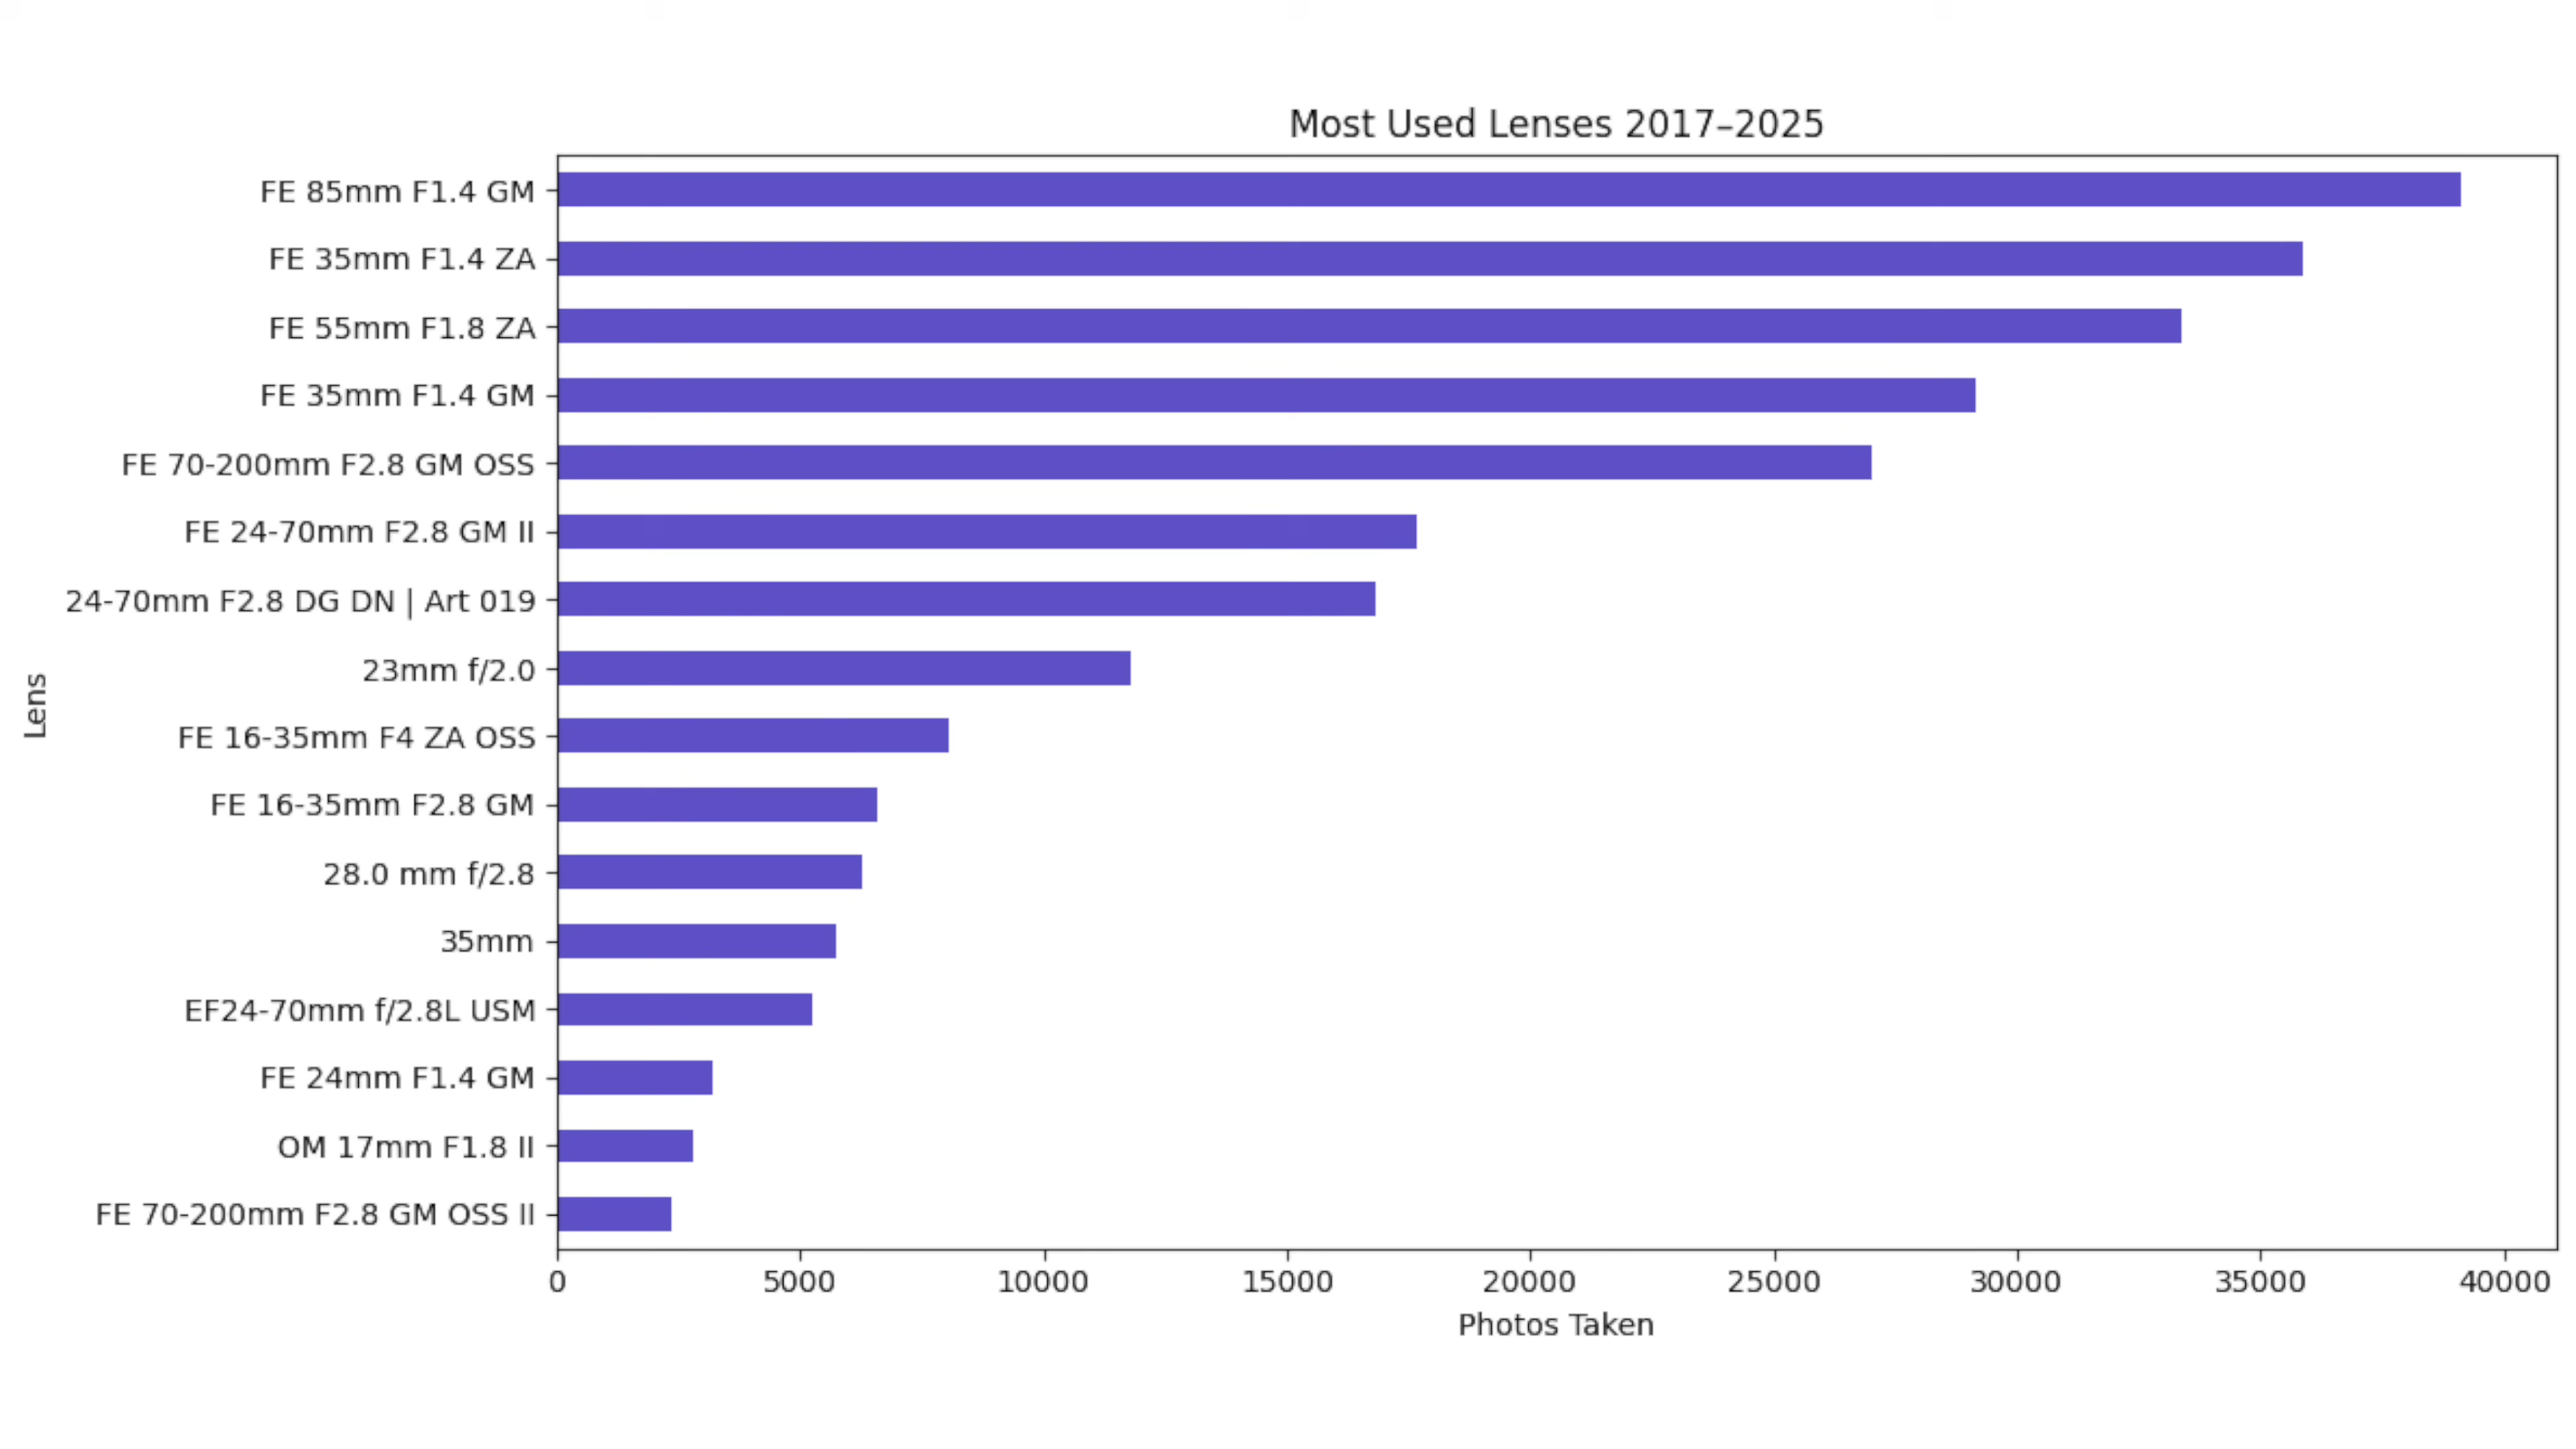 Most Used Lenses 2017–2025
FE 85mm F1.4 GM
FE 35mm F1.4 ZA
FE 55mm F1.8 ZA
FE 35mm F1.4 GM
FE 70-200mm F2.8 GM OSS
FE 24-70mm F2.8 GM II
24-70mm F2.8 DG DN | Art 019
23mm f/2.0
FE 16-35mm F4 ZA OSS
FE 16-35mm F2.8 GM
28.0 mm f/2.8
35mm
EF24-70mm f/2.8L USM
FE 24mm F1.4 GM
OM 17mm F1.8 II
FE 70-200mm F2.8 GM OSS II
Lens
0 5000 10000 15000 20000 25000 30000 35000 40000
Photos Taken